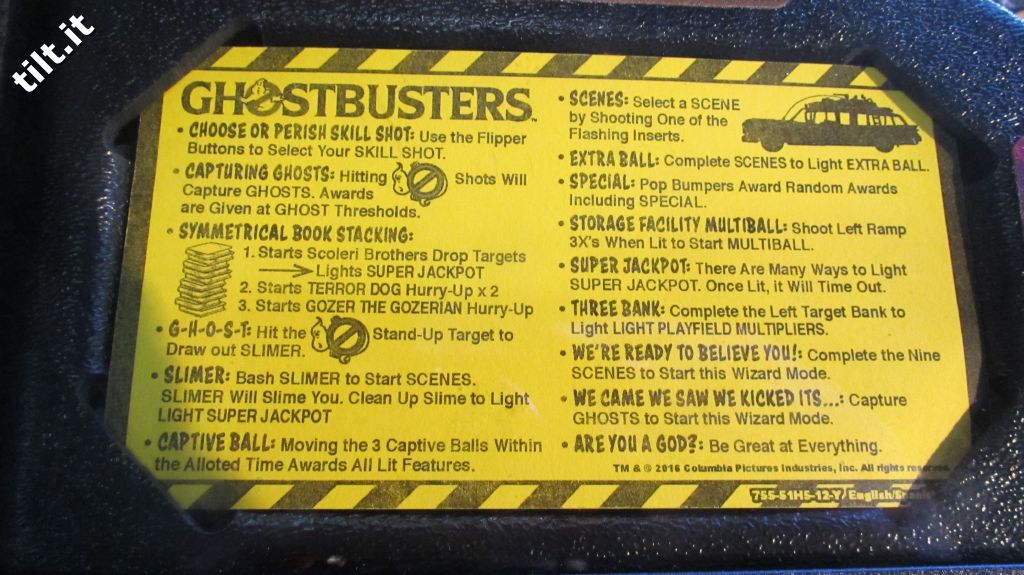 tilt.it
GHOSTBUSTERS™
• CHOOSE OR PERISH SKILL SHOT: Use the Flipper
Buttons to Select Your SKILL SHOT.
• CAPTURING GHOSTS: Hitting Shots Will
Capture GHOSTS. Awards
are Given at GHOST Thresholds.
• SYMMETRICAL BOOK STACKING:
1. Starts Scoleri Brothers Drop Targets
Lights SUPER JACKPOT
2. Starts TERROR DOG Hurry-Up x 2
3. Starts GOZER THE GOZERIAN Hurry-Up
• G-H-O-S-T: Hit the Stand-Up Target to
Draw out SLIMER.
• SLIMER: Bash SLIMER to Start SCENES.
SLIMER Will Slime You. Clean Up Slime to Light
LIGHT SUPER JACKPOT
• CAPTIVE BALL: Moving the 3 Captive Balls Within
the Alloted Time Awards All Lit Features.
• SCENES: Select a SCENE
by Shooting One of the
Flashing Inserts.
• EXTRA BALL: Complete SCENES to Light EXTRA BALL.
• SPECIAL: Pop Bumpers Award Random Awards
Including SPECIAL.
• STORAGE FACILITY MULTIBALL: Shoot Left Ramp
3X's When Lit to Start MULTIBALL.
• SUPER JACKPOT: There Are Many Ways to Light
SUPER JACKPOT. Once Lit, it Will Time Out.
• THREE BANK: Complete the Left Target Bank to
Light LIGHT PLAYFIELD MULTIPLIERS.
• WE'RE READY TO BELIEVE YOU!: Complete the Nine
SCENES to Start this Wizard Mode.
• WE CAME WE SAW WE KICKED ITS...: Capture
GHOSTS to Start this Wizard Mode.
• ARE YOU A GOD?: Be Great at Everything.
TM & © 2016 Columbia Pictures Industries, Inc. All rights reserved.
755-51H5-12-Y English/